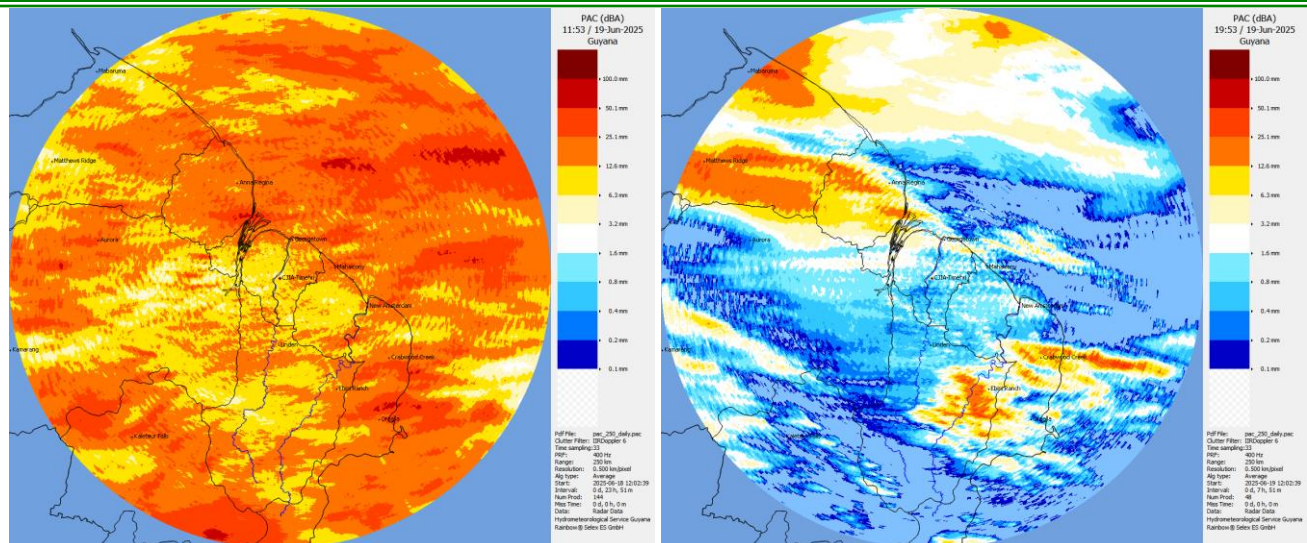 PAC (dBA)
11:53 / 19-Jun-2025
Guyana
100.0 mm
50.1 mm
25.1 mm
12.6 mm
6.3 mm
3.2 mm
1.6 mm
0.8 mm
0.4 mm
0.2 mm
0.1 mm
Pdf File: pac_250_daily.pac
Clutter Filter: IIRDoppler 6
Time sampling:33
PRF: 400 Hz
Range: 250 km
Resolution: 0.500 km/pixel
Alg type: Average
Start: 2025-06-18 12:02:39
Interval: 0 d, 23 h, 51 m
Num Prod: 144
Miss Time: 0 d, 0 h, 0 m
Data: Radar Data
Hydrometeorological Service Guyana
Rainbow® Selex ES GmbH
Mabaruma
Matthews Ridge
Anna Regina
Aurora
Georgetown
CJIA-Timehri
Mahaicony
New Amsterdam
Kamarang
Linden
Crabwood Creek
Ebini Ranch
Orealla
Kaieteur Falls
PAC (dBA)
19:53 / 19-Jun-2025
Guyana
100.0 mm
50.1 mm
25.1 mm
12.6 mm
6.3 mm
3.2 mm
1.6 mm
0.8 mm
0.4 mm
0.2 mm
0.1 mm
Pdf File: pac_250_daily.pac
Clutter Filter: IIRDoppler 6
Time sampling:33
PRF: 400 Hz
Range: 250 km
Resolution: 0.500 km/pixel
Alg type: Average
Start: 2025-06-19 12:02:39
Interval: 0 d, 7 h, 51 m
Num Prod: 48
Miss Time: 0 d, 0 h, 0 m
Data: Radar Data
Hydrometeorological Service Guyana
Rainbow® Selex ES GmbH
Mabaruma
Matthews Ridge
Anna Regina
Aurora
Georgetown
CJIA-Timehri
Mahaicony
New Amsterdam
Kamarang
Linden
Crabwood Creek
Ebini Ranch
Kaieteur Falls